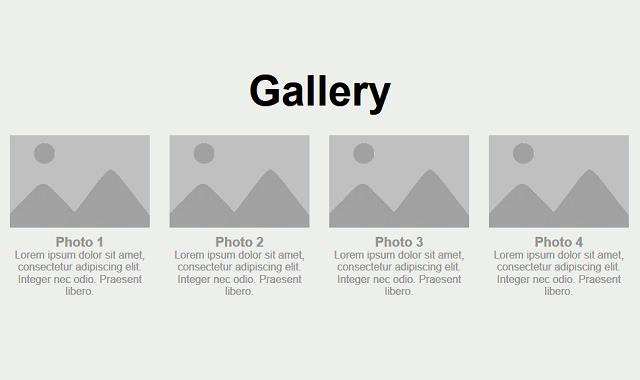 Gallery
Photo 1
Lorem ipsum dolor sit amet,
consectetur adipiscing elit.
Integer nec odio. Praesent
libero.
Photo 2
Lorem ipsum dolor sit amet,
consectetur adipiscing elit.
Integer nec odio. Praesent
libero.
Photo 3
Lorem ipsum dolor sit amet,
consectetur adipiscing elit.
Integer nec odio. Praesent
libero.
Photo 4
Lorem ipsum dolor sit amet,
consectetur adipiscing elit.
Integer nec odio. Praesent
libero.